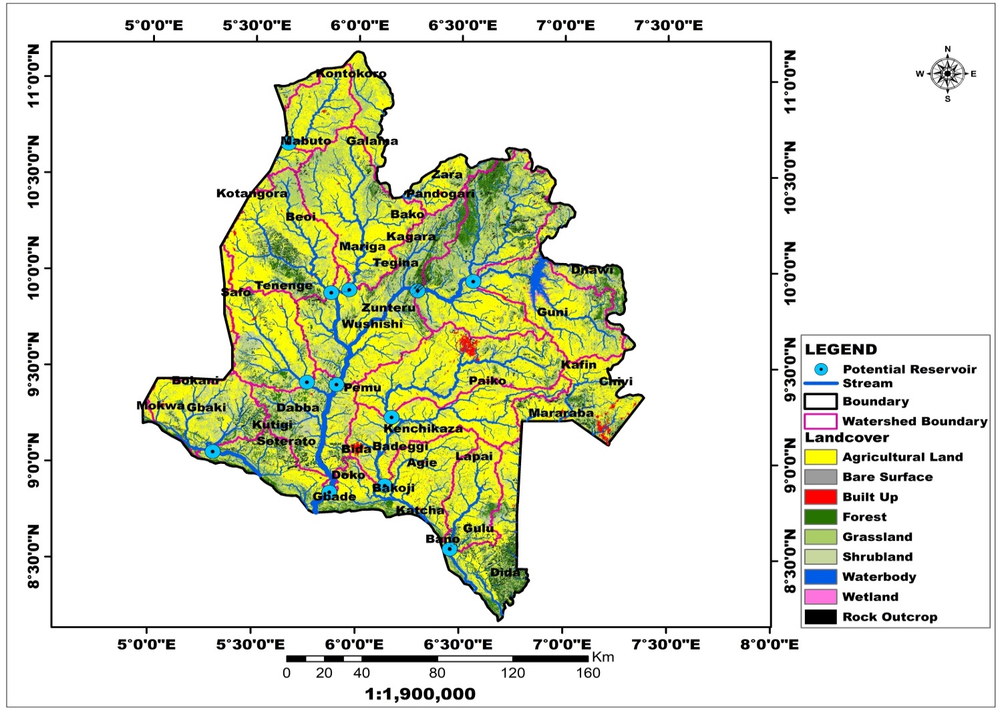 5°0'0"E 5°30'0"E 6°0'0"E 6°30'0"E 7°0'0"E 7°30'0"E
N
W E
S
11°0'0"N
10°30'0"N
10°0'0"N
9°30'0"N
9°0'0"N
8°30'0"N
Kontokoro
Mabuto
Galama
Zara
Kotangora
Pandogari
Beoi
Bako
Kagara
Mariga
Tegina
Dnawi
Tenenge
Safo
Zunteru
Guni
Wushishi
Kafin
Bokani
Paiko
Chivi
Pemu
Mokwa
Gbaki
Dabba
Mararaba
Kutigi
Kenchikaza
Seterato
Bida
Badeggi
Agie
Lapai
Doko
Bakoji
Gbade
Katcha
Gulu
Bano
Dida
11°0'0"N
10°30'0"N
10°0'0"N
9°30'0"N
9°0'0"N
8°30'0"N
LEGEND
Potential Reservoir
Stream
Boundary
Watershed Boundary
Landcover
Agricultural Land
Bare Surface
Built Up
Forest
Grassland
Shrubland
Waterbody
Wetland
Rock Outcrop
5°0'0"E 5°30'0"E 6°0'0"E 6°30'0"E 7°0'0"E 7°30'0"E 8°0'0"E
Km
0 20 40 80 120 160
1:1,900,000